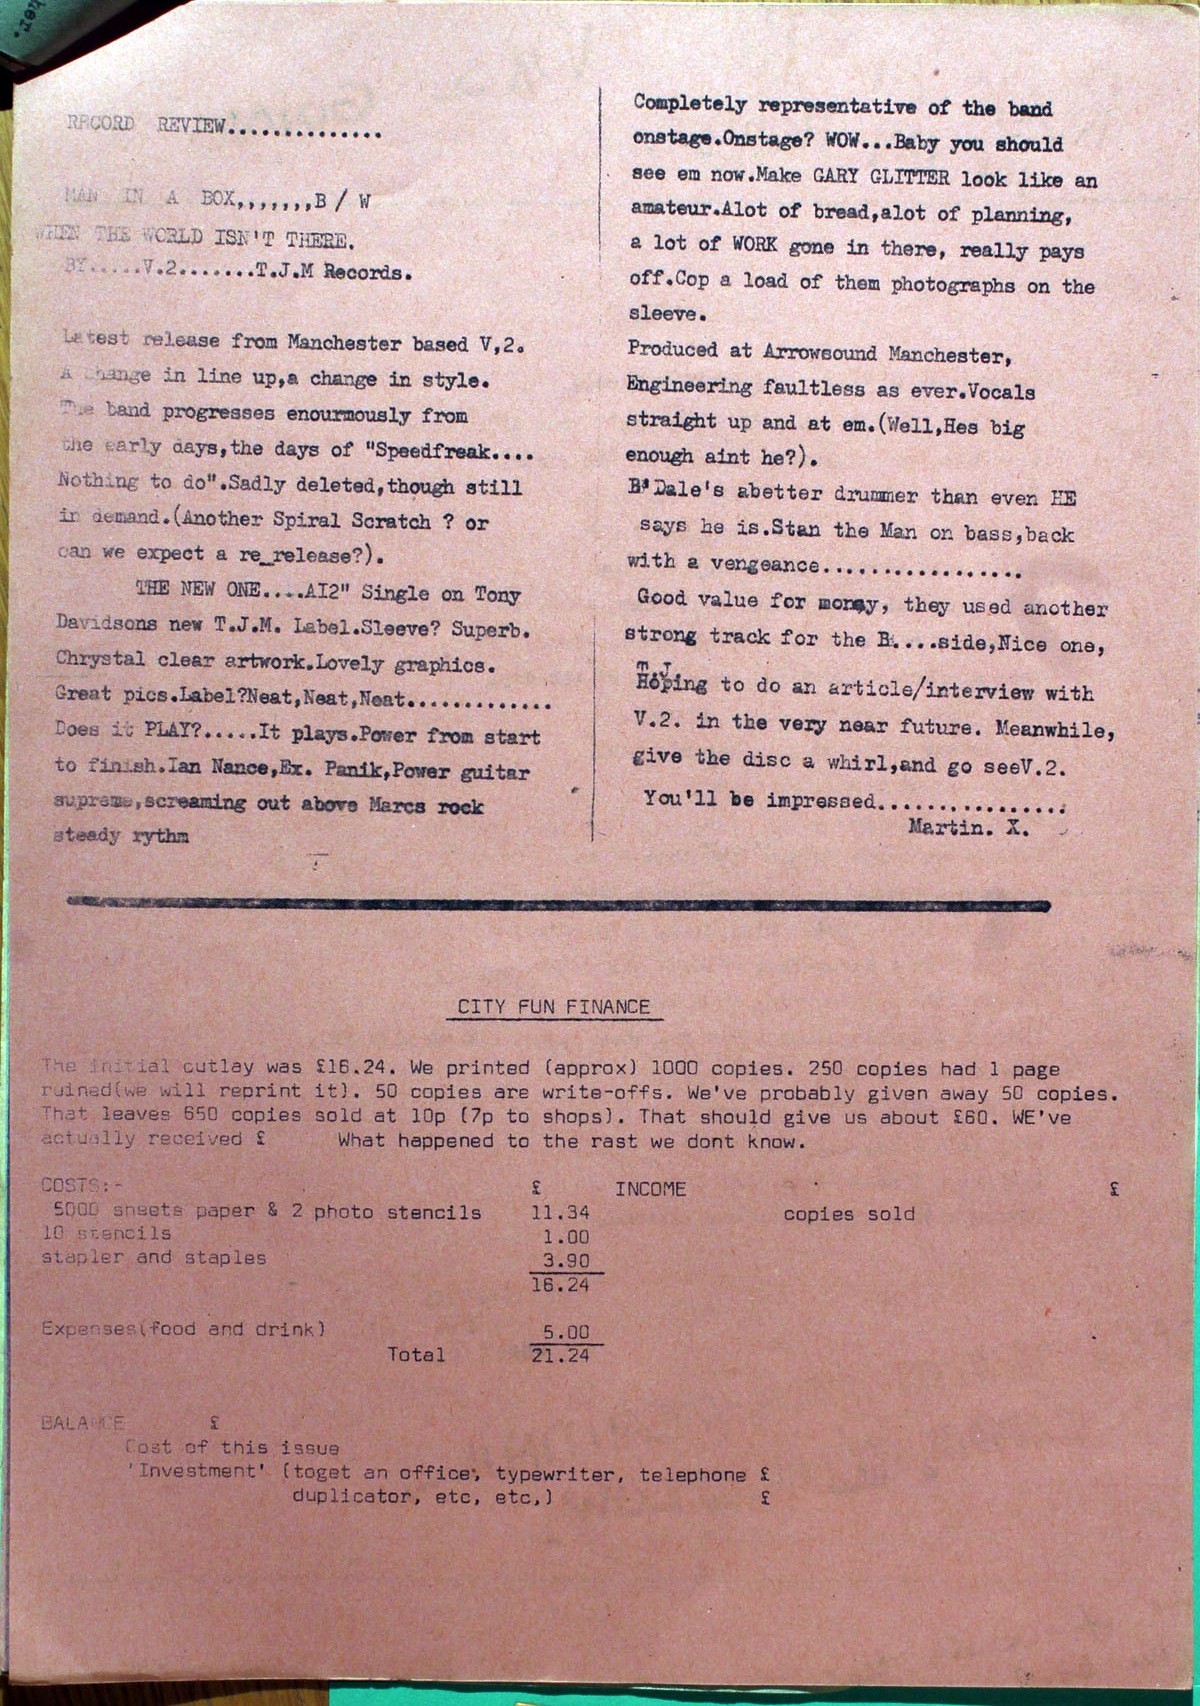 her.
RECORD REVIEW..............
MAN IN A BOX,,,,,,,B / W
WHEN THE WORLD ISN'T THERE.
BY.....V.2.......T.J.M Records.
Latest release from Manchester based V,2.
A change in line up,a change in style.
The band progresses enourmously from
the early days,the days of "Speedfreak....
Nothing to do".Sadly deleted,though still
in demand.(Another Spiral Scratch ? or
can we expect a re_release?).
THE NEW ONE....AI2" Single on Tony
Davidsons new T.J.M. Label.Sleeve? Superb.
Chrystal clear artwork.Lovely graphics.
Great pics.Label?Neat,Neat,Neat.............
Does it PLAY?.....It plays.Power from start
to finish.Ian Nance,Ex. Panik,Power guitar
supreme,screaming out above Marcs rock
steady rythm
Completely representative of the band
onstage.Onstage? WOW...Baby you should
see em now.Make GARY GLITTER look like an
amateur.Alot of bread,alot of planning,
a lot of WORK gone in there, really pays
off.Cop a load of them photographs on the
sleeve.
Produced at Arrowsound Manchester,
Engineering faultless as ever.Vocals
straight up and at em.(Well,Hes big
enough aint he?).
B'Dale's abetter drummer than even HE
says he is.Stan the Man on bass,back
with a vengeance.................
Good value for money, they used another
strong track for the B....side,Nice one,
T J
Hoping to do an article/interview with
V.2. in the very near future. Meanwhile,
give the disc a whirl,and go seeV.2.
You'll be impressed................
Martin. X.
CITY FUN FINANCE
The initial outlay was £16.24. We printed (approx) 1000 copies. 250 copies had 1 page
ruined(we will reprint it). 50 copies are write-offs. We've probably given away 50 copies.
That leaves 650 copies sold at 10p (7p to shops). That should give us about £60. WE've
actually received £ What happened to the rast we dont know.
COSTS:- £ INCOME £
5000 sheets paper & 2 photo stencils 11.34 copies sold
10 stencils 1.00
stapler and staples 3.90
16.24
Expenses(food and drink) 5.00
Total 21.24
BALANCE £
Cost of this issue
'Investment' (toget an office, typewriter, telephone £
duplicator, etc, etc,) £